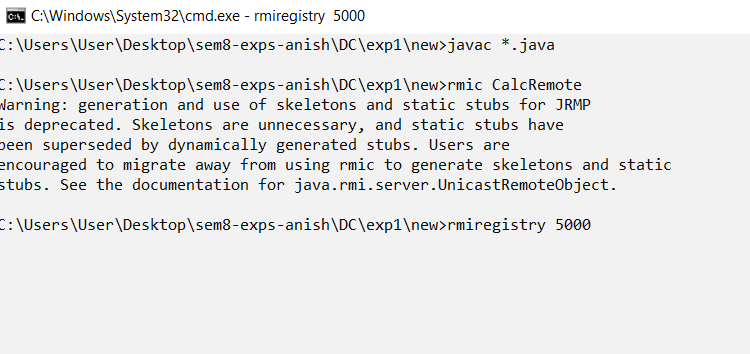 C:\Windows\System32\cmd.exe - rmiregistry 5000
C:\Users\User\Desktop\sem8-exps-anish\DC\exp1\new>javac *.java
C:\Users\User\Desktop\sem8-exps-anish\DC\exp1\new>rmic CalcRemote
Warning: generation and use of skeletons and static stubs for JRMP
is deprecated. Skeletons are unnecessary, and static stubs have
been superseded by dynamically generated stubs. Users are
encouraged to migrate away from using rmic to generate skeletons and static
stubs. See the documentation for java.rmi.server.UnicastRemoteObject.
C:\Users\User\Desktop\sem8-exps-anish\DC\exp1\new>rmiregistry 5000